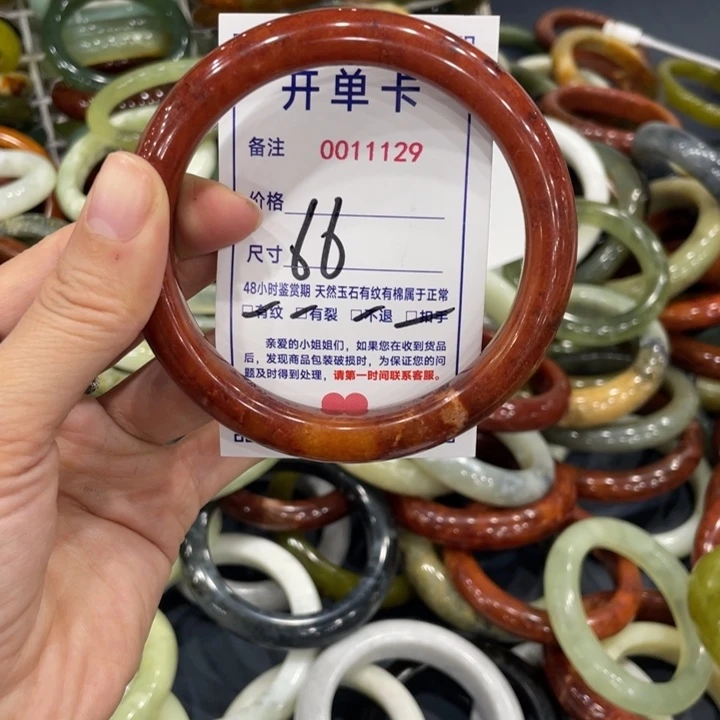 开单卡
备注 0011129
价格
尺寸 66
48小时鉴赏期 天然玉石有纹有棉属于正常
□有纹 □有裂 □不退 □扣手
亲爱的小姐姐们，如果您在收到货品
后，发现商品包装破损时，为保证您的问
题及时得到处理，请第一时间联系客服。